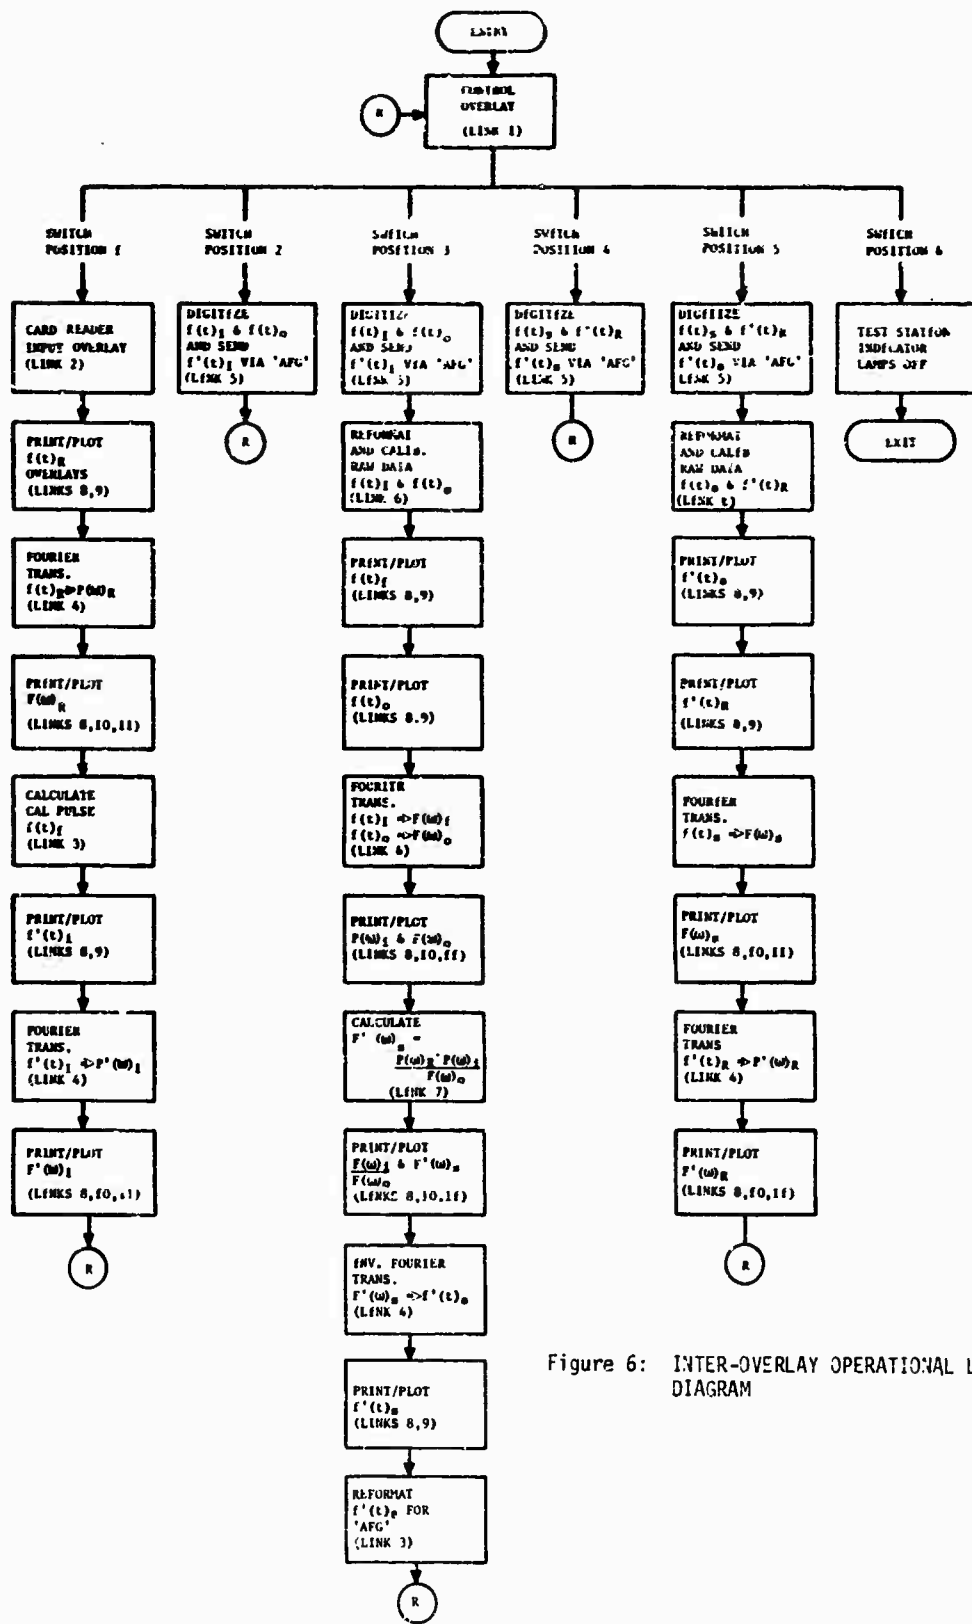 ENTRY
CONTROL
OVERLAY
(LINK 1)
R
SWITCH
POSITION 1
SWITCH
POSITION 2
SWITCH
POSITION 3
SWITCH
POSITION 4
SWITCH
POSITION 5
SWITCH
POSITION 6
CARD READER
INPUT OVERLAY
(LINK 2)
PRINT/PLOT
f(t)R
OVERLAYS
(LINKS 8,9)
FOURIER
TRANS.
f(t)R=>F(ω)R
(LINK 4)
PRINT/PLOT
F(ω)R
(LINKS 8,10,11)
CALCULATE
CAL PULSE
f(t)I
(LINK 3)
PRINT/PLOT
f'(t)i
(LINKS 8,9)
FOURIER
TRANS.
f'(t)I =>F'(ω)I
(LINK 4)
PRINT/PLOT
F'(ω)I
(LINKS 8,10,11)
R
DIGITIZE
f(t)I & f(t)o
AND SEND
f'(t)I VIA 'AFG'
(LINK 5)
R
DIGITIZE
f(t)I & f(t)o
AND SEND
f'(t)i VIA 'AFG'
(LINK 5)
REFORMAT
AND CALIB.
RAW DATA
f(t)I & f(t)o
(LINK 6)
PRINT/PLOT
f(t)I
(LINKS 8,9)
PRINT/PLOT
f(t)o
(LINKS 8.9)
FOURIER
TRANS.
f(t)I =>F(ω)I
f(t)o =>F(ω)o
(LINK 4)
PRINT/PLOT
F(ω)i & F(ω)o
(LINKS 8,10,11)
CALCULATE
F' (ω)s =
F(ω)R·F(ω)i
F(ω)o
(LINK 7)
PRINT/PLOT
F(ω)i & F'(ω)s
F(ω)o
(LINKS 8,10,11)
INV. FOURIER
TRANS.
F'(ω)s =>f'(t)s
(LINK 4)
PRINT/PLOT
f'(t)s
(LINKS 8,9)
REFORMAT
f'(t)s FOR
'AFG'
(LINK 3)
R
DIGITIZE
f(t)s & f'(t)R
AND SEND
f'(t)s VIA 'AFG'
(LINK 5)
R
DIGITIZE
f(t)s & f'(t)R
AND SEND
f'(t)s VIA 'AFG'
LINK 5)
REFORMAT
AND CALIB
RAW DATA
f(t)s & f'(t)R
(LINK 6)
PRINT/PLOT
f'(t)s
(LINKS 8,9)
PRINT/PLOT
f'(t)R
(LINKS 8,9)
FOURIER
TRANS.
f(t)s =>F(ω)s
PRINT/PLOT
F(ω)s
(LINKS 8,10,11)
FOURIER
TRANS
f'(t)R =>F'(ω)R
(LINK 4)
PRINT/PLOT
F'(ω)R
(LINKS 8,10,11)
R
TEST STATION
INDICATOR
LAMPS OFF
EXIT
Figure 6: INTER-OVERLAY OPERATIONAL
DIAGRAM